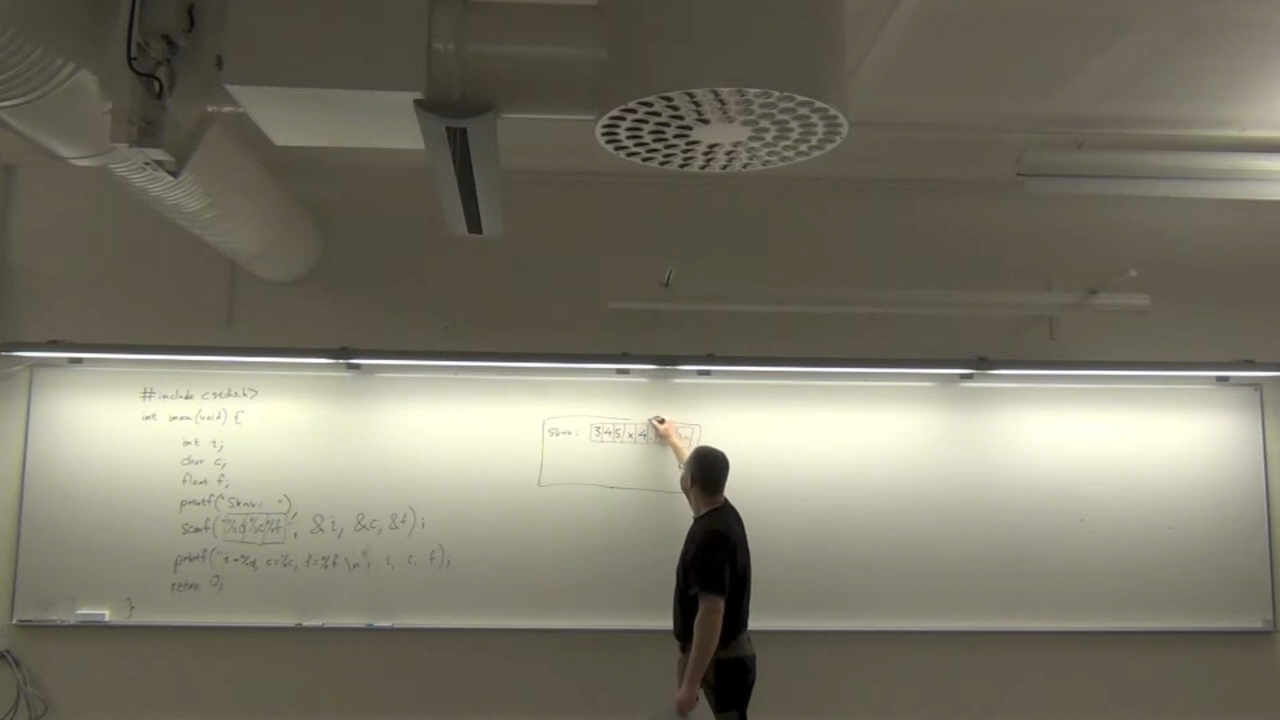 #include <stdio.h>
int main(void) {
int i;
char c;
float f;
printf("Skriv: ");
scanf("%d%c%f", &i, &c, &f);
printf("i=%d, c=%c, f=%f \n", i, c, f);
return 0;
}
Skriv: 3 4 5 x 4